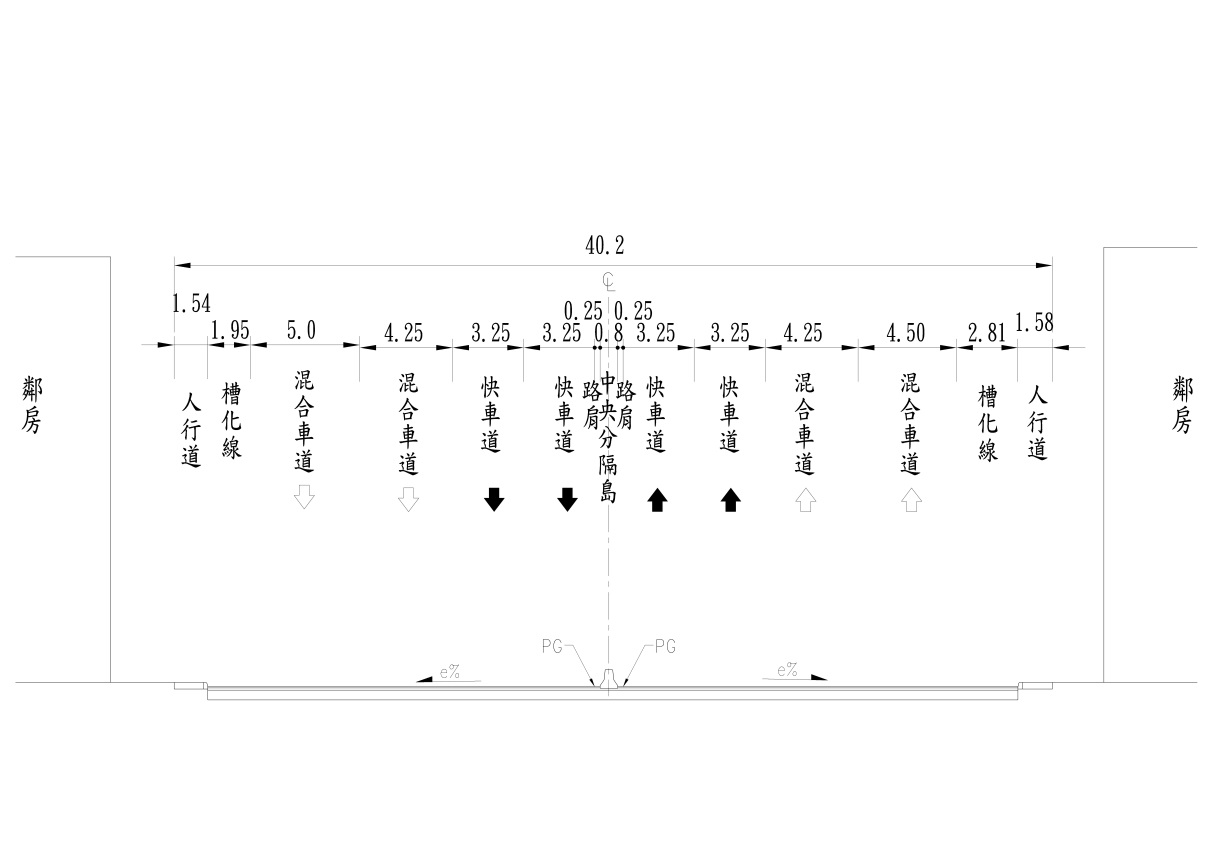 40.2
℄
1.54
0.25
0.25
1.58
1.95
5.0
4.25
3.25
3.25
0.8
3.25
3.25
4.25
4.50
2.81
鄰房
人行道
槽化線
混合車道
混合車道
快車道
快車道
路肩
中央分隔島
路肩
快車道
快車道
混合車道
混合車道
槽化線
人行道
鄰房
PG
PG
e%
e%